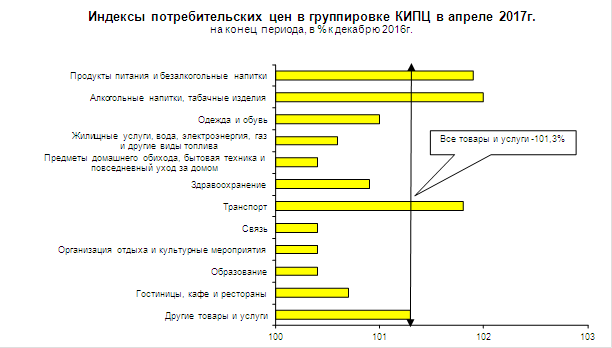 Индексы потребительских цен в группировке КИПЦ в апреле 2017г.
на конец периода, в % к декабрю 2016г.
Продукты питания и безалкогольные напитки
Алкогольные напитки, табачные изделия
Одежда и обувь
Жилищные услуги, вода, электроэнергия, газ
и другие виды топлива
Предметы домашнего обихода, бытовая техника и
повседневный уход за домом
Здравоохранение
Транспорт
Связь
Организация отдыха и культурные мероприятия
Образование
Гостиницы, кафе и рестораны
Другие товары и услуги
Все товары и услуги -101,3%
100 101 102 103